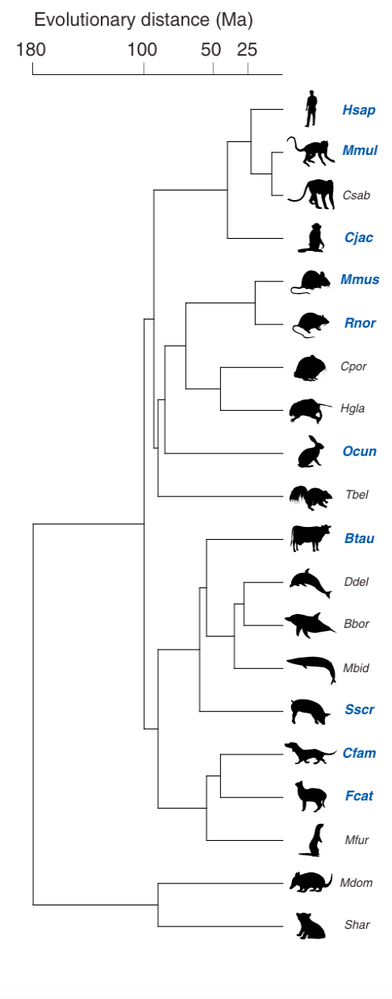 Evolutionary distance (Ma)
180 100 50 25
Hsap
Mmul
Csab
Cjac
Mmus
Rnor
Cpor
Hgla
Ocun
Tbel
Btau
Ddel
Bbor
Mbid
Sscr
Cfam
Fcat
Mfur
Mdom
Shar